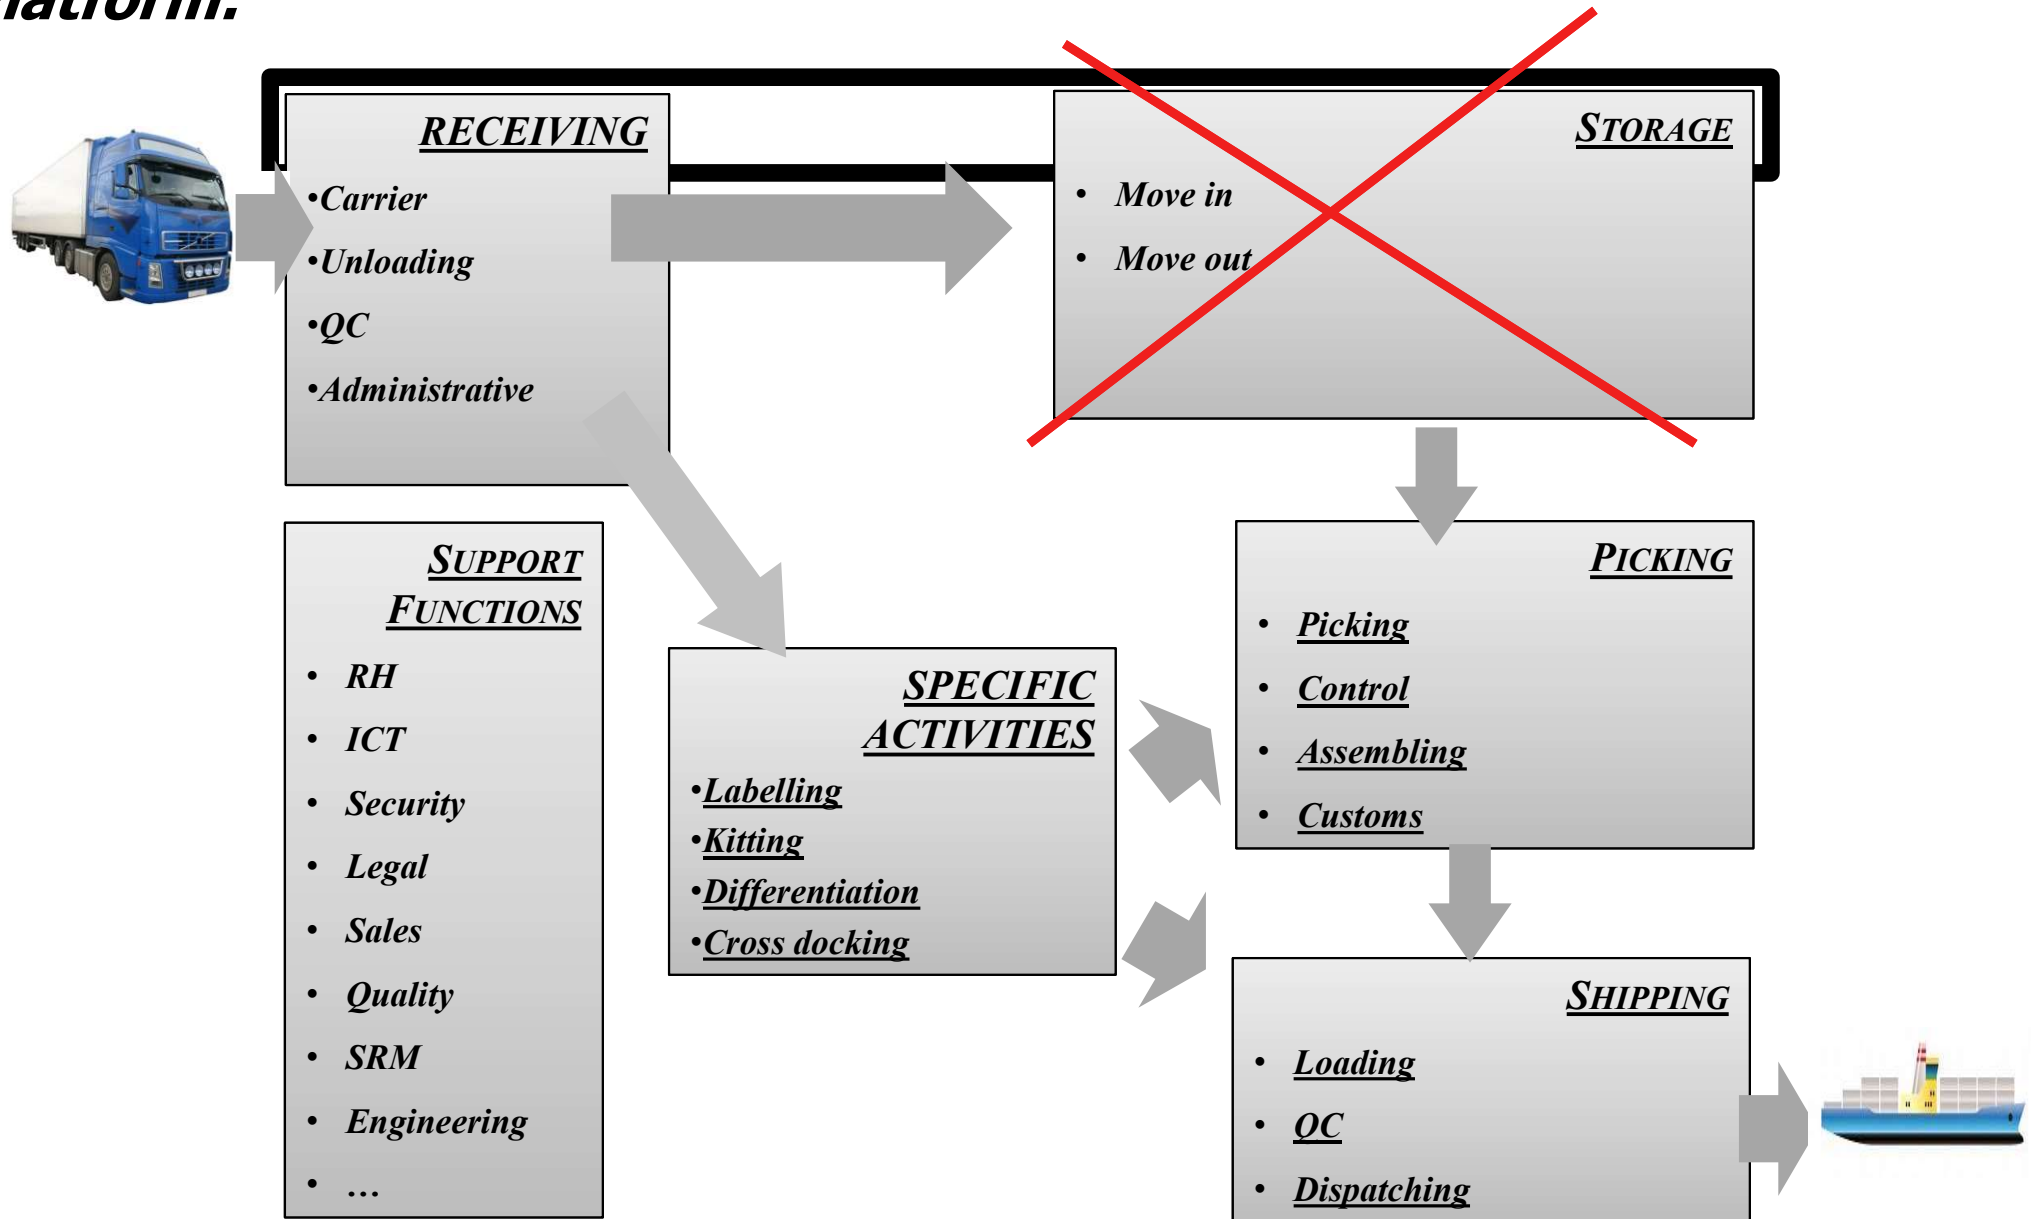 RECEIVING
•Carrier
•Unloading
•QC
•Administrative
STORAGE
• Move in
• Move out
SUPPORT
FUNCTIONS
• RH
• ICT
• Security
• Legal
• Sales
• Quality
• SRM
• Engineering
• ...
SPECIFIC
ACTIVITIES
•Labelling
•Kitting
•Differentiation
•Cross docking
PICKING
• Picking
• Control
• Assembling
• Customs
SHIPPING
• Loading
• QC
• Dispatching